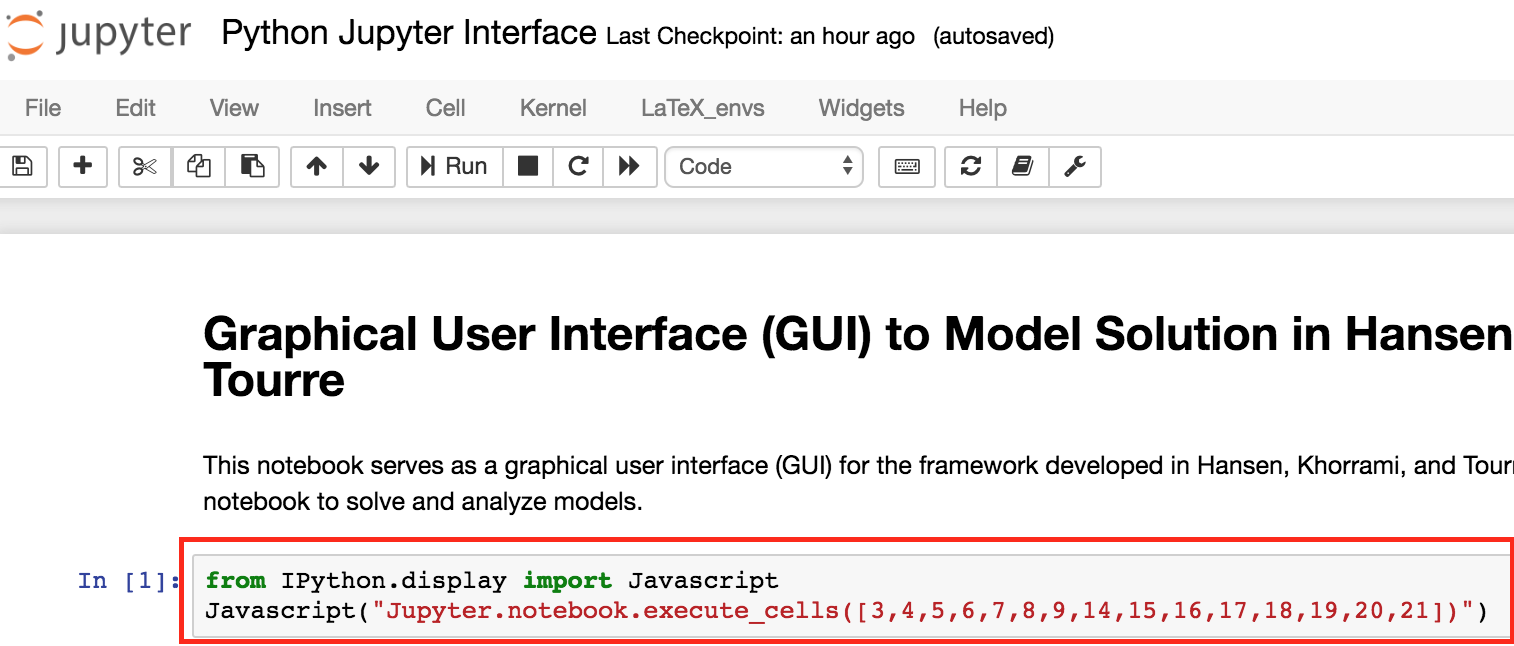 jupyter Python Jupyter Interface Last Checkpoint: an hour ago (autosaved)
File Edit View Insert Cell Kernel LaTeX_envs Widgets Help
Run Code
Graphical User Interface (GUI) to Model Solution in Hansen
Tourre
This notebook serves as a graphical user interface (GUI) for the framework developed in Hansen, Khorrami, and Tour
notebook to solve and analyze models.
In [1]: from IPython.display import Javascript
Javascript("Jupyter.notebook.execute_cells([3,4,5,6,7,8,9,14,15,16,17,18,19,20,21])")